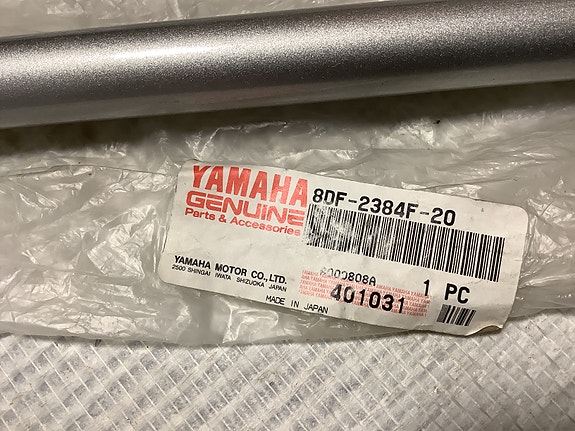 YAMAHA
GENUINE
Parts & Accessories
8DF-2384F-20
YAMAHA MOTOR CO.,LTD.
2500 SHINGAI IWATA SHIZUOKA JAPAN
A000808A
1 PC
401031
MADE IN JAPAN